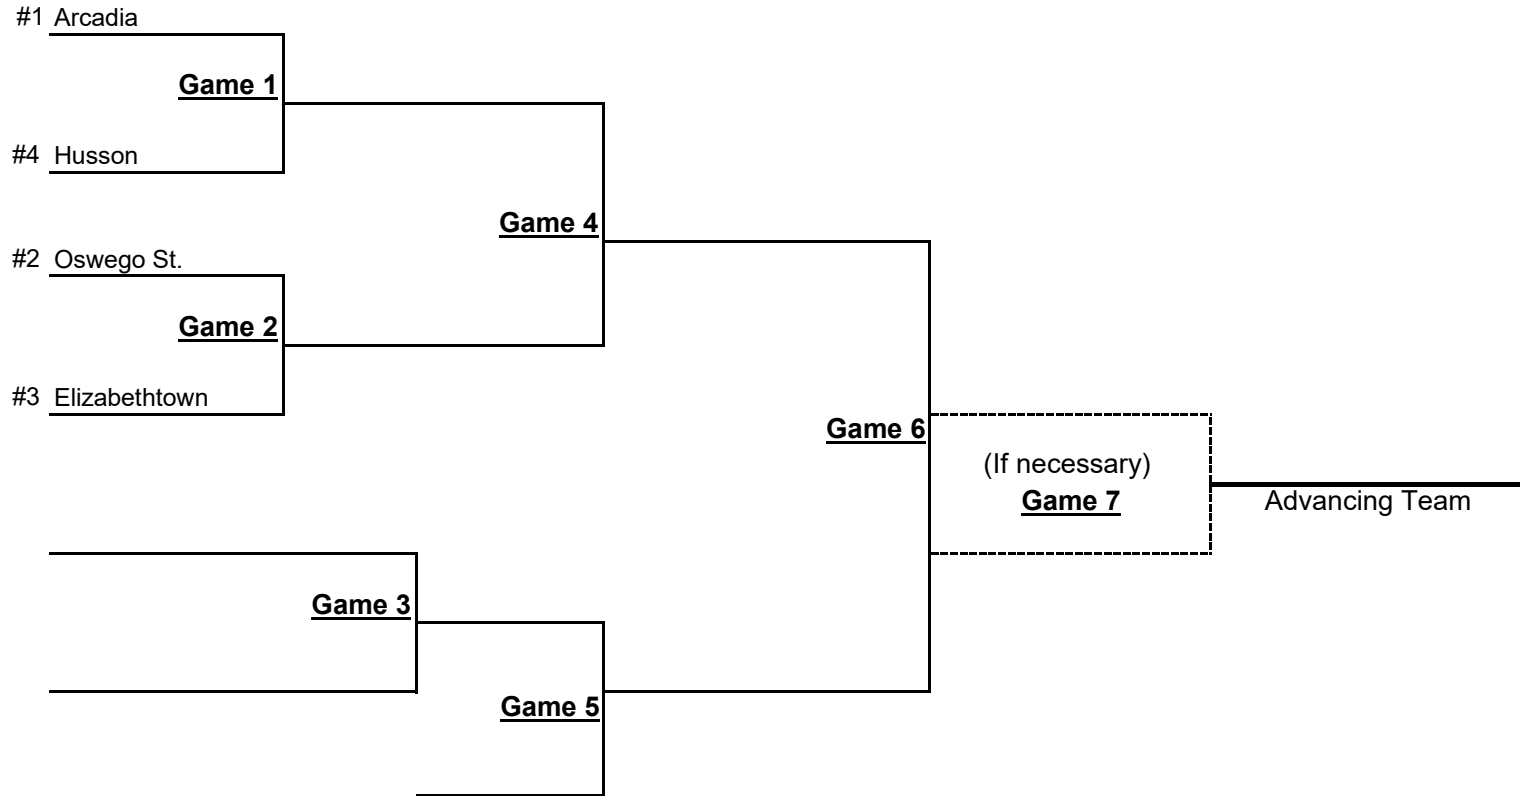 #1 Arcadia
Game 1
#4 Husson
Game 4
#2 Oswego St.
Game 2
#3 Elizabethtown
Game 6
(If necessary)
Game 7
Advancing Team
Game 3
Game 5